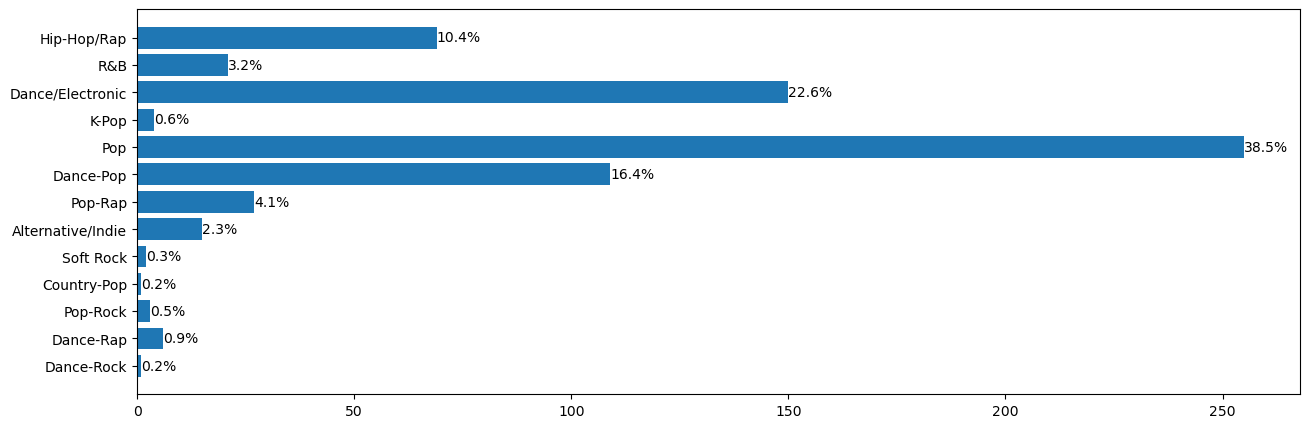 Hip-Hop/Rap 10.4%
R&B 3.2%
Dance/Electronic 22.6%
K-Pop 0.6%
Pop 38.5%
Dance-Pop 16.4%
Pop-Rap 4.1%
Alternative/Indie 2.3%
Soft Rock 0.3%
Country-Pop 0.2%
Pop-Rock 0.5%
Dance-Rap 0.9%
Dance-Rock 0.2%
0 50 100 150 200 250